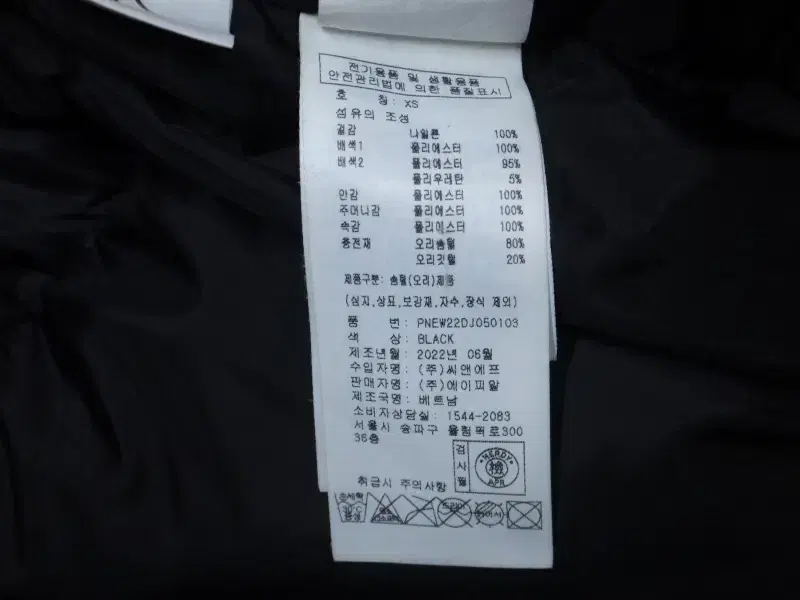 전기용품 및 생활용품
안전관리법에 의한 품질표시
호 칭: XS
섬유의 조성
겉감 나일론 100%
배색1 폴리에스터 100%
배색2 폴리에스터 95%
폴리우레탄 5%
안감 폴리에스터 100%
주머니감 폴리에스터 100%
속감 폴리에스터 100%
충전재 오리솜털 80%
오리깃털 20%
제품구분: 솜털(오리)제품
(심지,상표,보강재,자수,장식 제외)
품 번: PNEW22DJ050103
색 상: BLACK
제조년월: 2022년 06월
수입자명: (주)씨앤에프
판매자명: (주)에이피알
제조국명: 베트남
소비자상담실: 1544-2083
서울시 송파구 올림픽로300
36층
검사필
NERDY
檢
APR
취급시 주의사항
중성
드라이